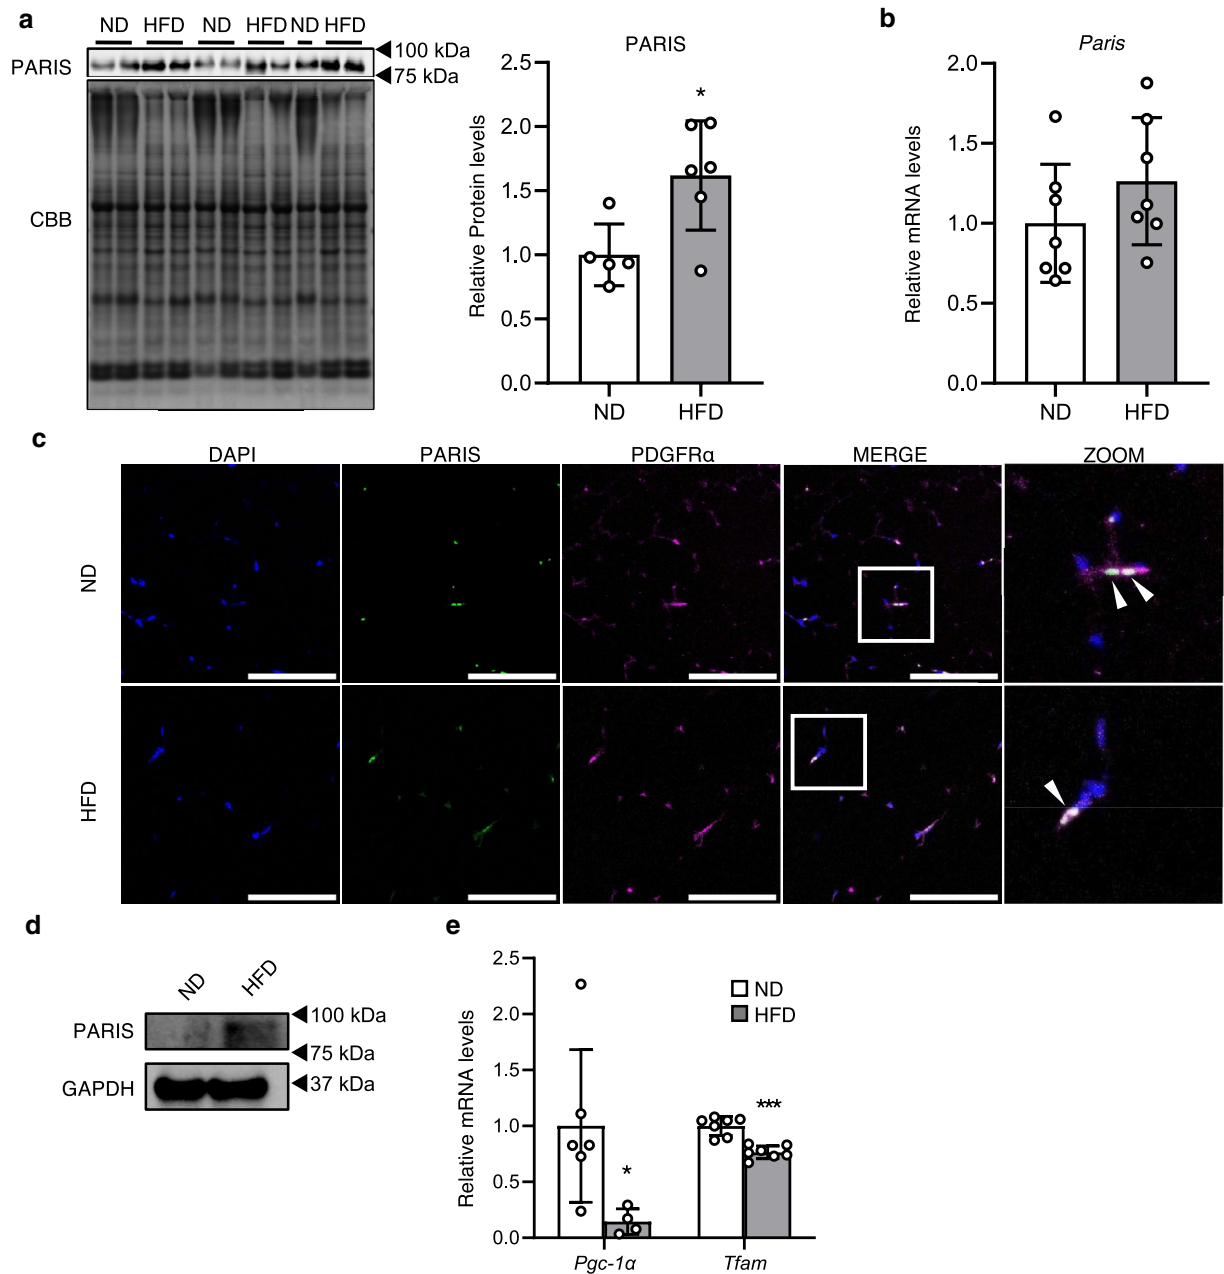 a
ND HFD ND HFD ND HFD
PARIS
◀100 kDa
◀75 kDa
CBB
PARIS
Relative Protein levels
2.5
2.0
1.5
1.0
0.5
0.0
*
ND HFD
b
Paris
Relative mRNA levels
2.0
1.5
1.0
0.5
0.0
ND HFD
c
DAPI PARIS PDGFRα MERGE ZOOM
ND
HFD
d
ND HFD
PARIS
◀100 kDa
◀75 kDa
GAPDH
◀37 kDa
e
Relative mRNA levels
2.5
2.0
1.5
1.0
0.5
0.0
ND
HFD
*
***
Pgc-1α Tfam